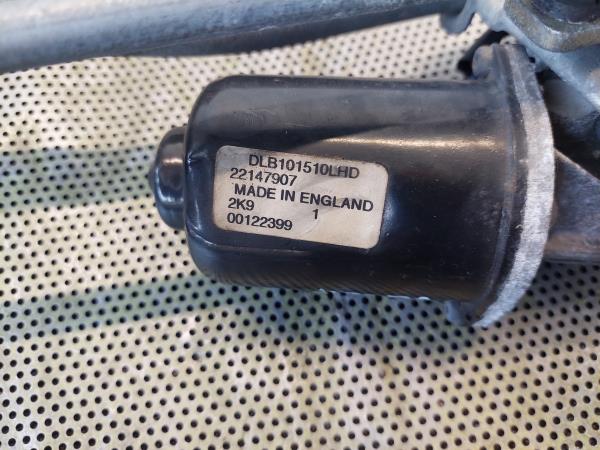 DLB101510LHD
22147907
MADE IN ENGLAND
2K9 1
00122399